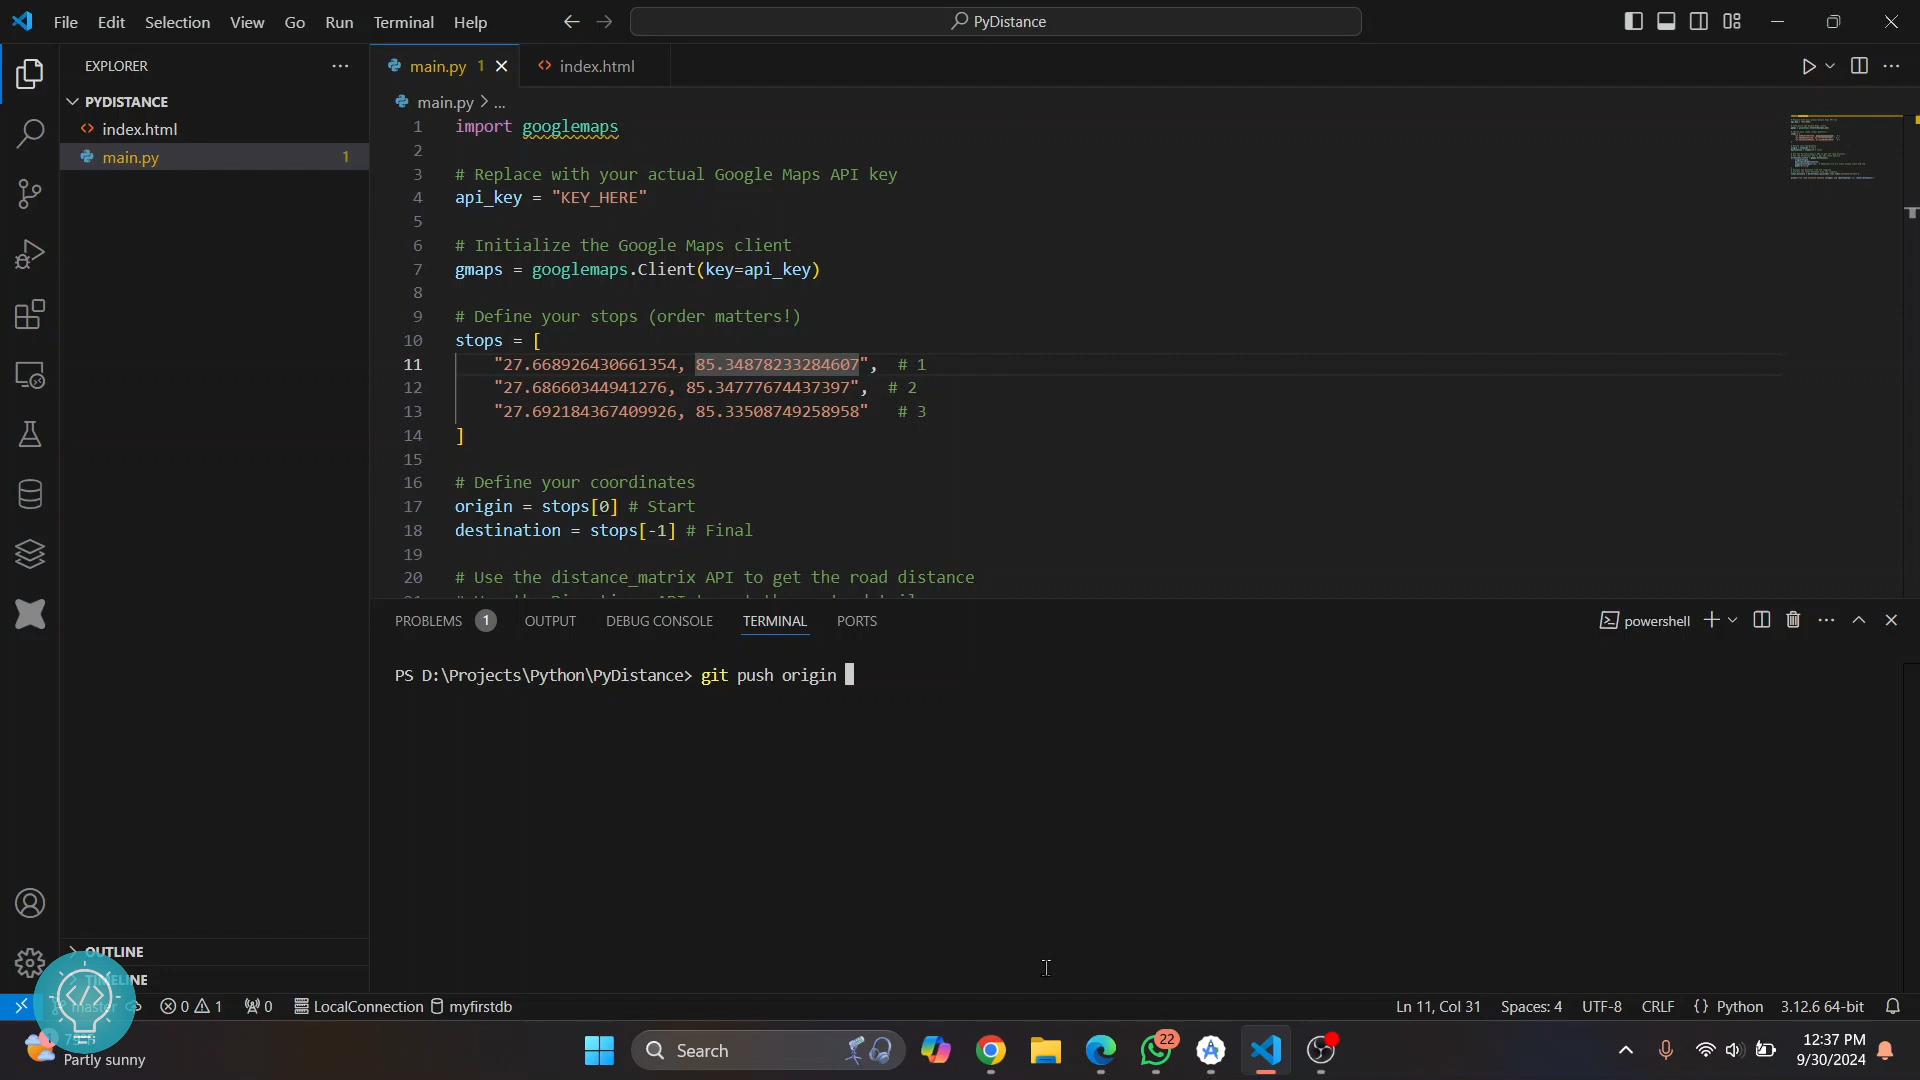 File Edit Selection View Go Run Terminal Help
PyDistance
EXPLORER
main.py 1
index.html
PYDISTANCE
index.html
main.py 1
main.py > ...
1 import googlemaps
2
3 # Replace with your actual Google Maps API key
4 api_key = "KEY_HERE"
5
6 # Initialize the Google Maps client
7 gmaps = googlemaps.Client(key=api_key)
8
9 # Define your stops (order matters!)
10 stops = [
11 "27.668926430661354, 85.34878233284607", # 1
12 "27.68660344941276, 85.34777674437397", # 2
13 "27.692184367409926, 85.33508749258958" # 3
14 ]
15
16 # Define your coordinates
17 origin = stops[0] # Start
18 destination = stops[-1] # Final
19
20 # Use the distance_matrix API to get the road distance
PROBLEMS 1 OUTPUT DEBUG CONSOLE TERMINAL PORTS
powershell
PS D:\Projects\Python\PyDistance> git push origin
OUTLINE
TIMELINE
master 0 1 0 LocalConnection myfirstdb
Ln 11, Col 31 Spaces: 4 UTF-8 CRLF {} Python 3.12.6 64-bit
Partly sunny
Search
22
12:37 PM
9/30/2024